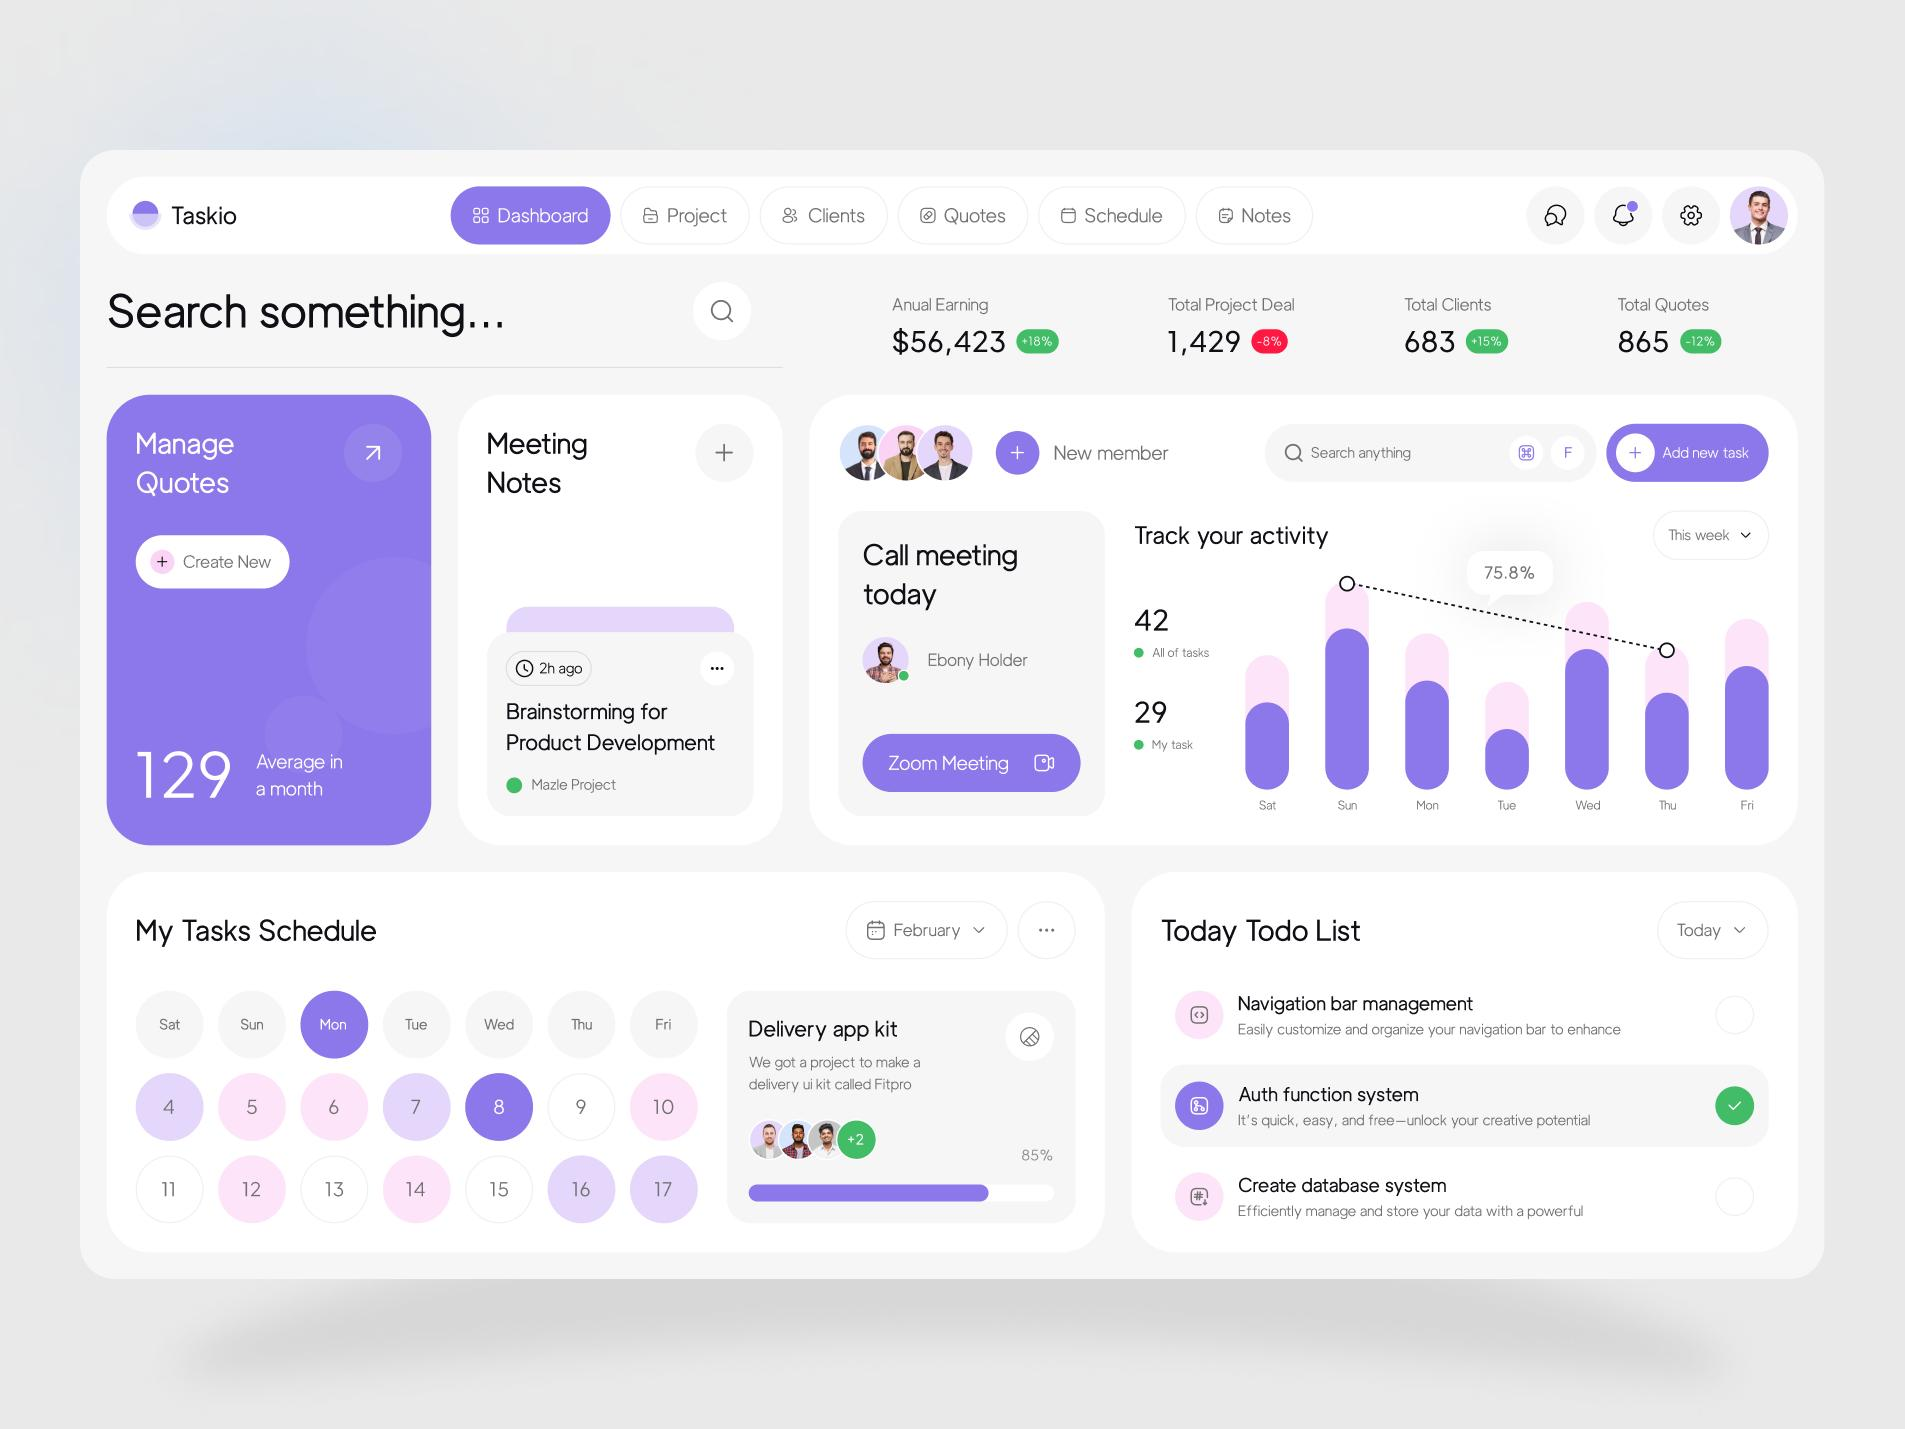 Taskio
Dashboard
Project
Clients
Quotes
Schedule
Notes
Search something...
Anual Earning
$56,423 +18%
Total Project Deal
1,429 -8%
Total Clients
683 +15%
Total Quotes
865 -12%
Manage
Quotes
Create New
129
Average in
a month
Meeting
Notes
2h ago
Brainstorming for
Product Development
Mazle Project
New member
Search anything
⌘ F
Add new task
Call meeting
today
Ebony Holder
Zoom Meeting
Track your activity
This week
75.8%
42
All of tasks
29
My task
Sat Sun Mon Tue Wed Thu Fri
My Tasks Schedule
February
Sat Sun Mon Tue Wed Thu Fri
4 5 6 7 8 9 10
11 12 13 14 15 16 17
Delivery app kit
We got a project to make a
delivery ui kit called Fitpro
+2
85%
Today Todo List
Today
Navigation bar management
Easily customize and organize your navigation bar to enhance
Auth function system
It's quick, easy, and free—unlock your creative potential
Create database system
Efficiently manage and store your data with a powerful